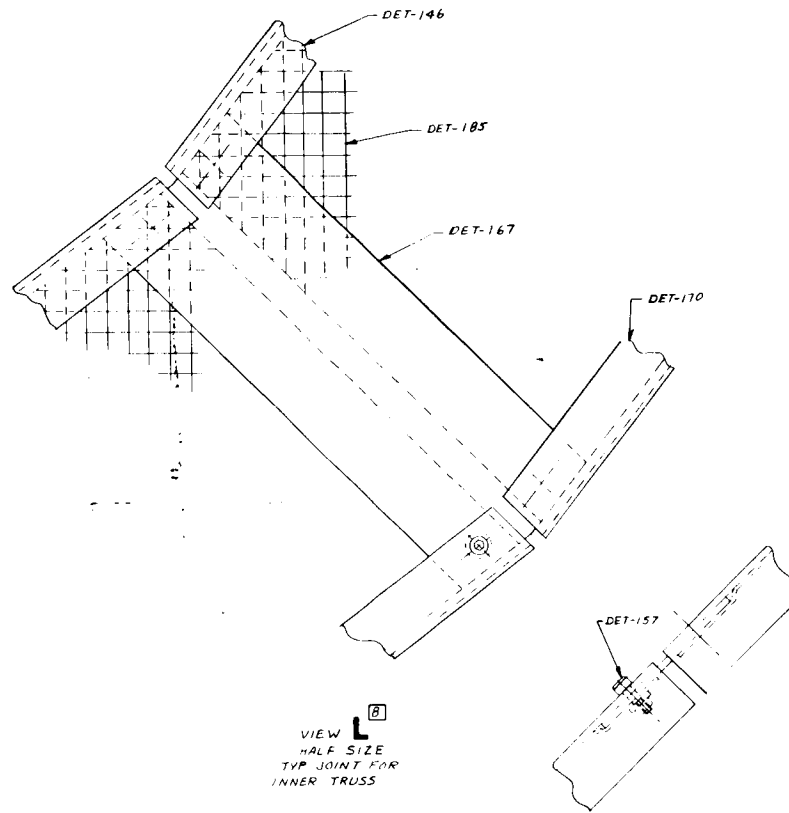 DET-146
DET-185
DET-167
DET-170
DET-157
B
VIEW L
HALF SIZE
TYP JOINT FOR
INNER TRUSS